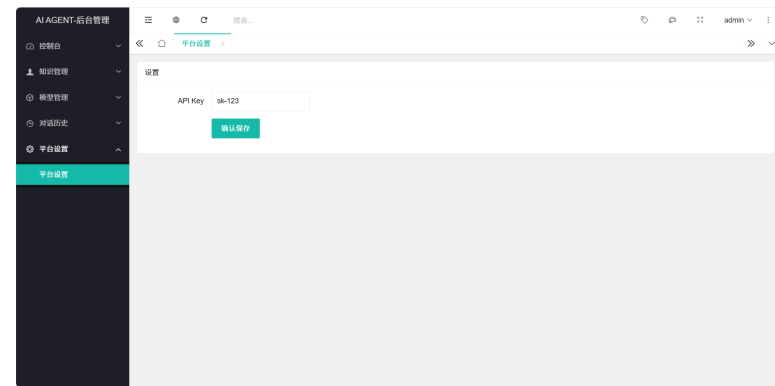 AI AGENT-后台管理
搜索...
admin
控制台
平台设置 ×
知识管理
设置
模型管理
API Key sk-123
对话历史
确认保存
平台设置
平台设置